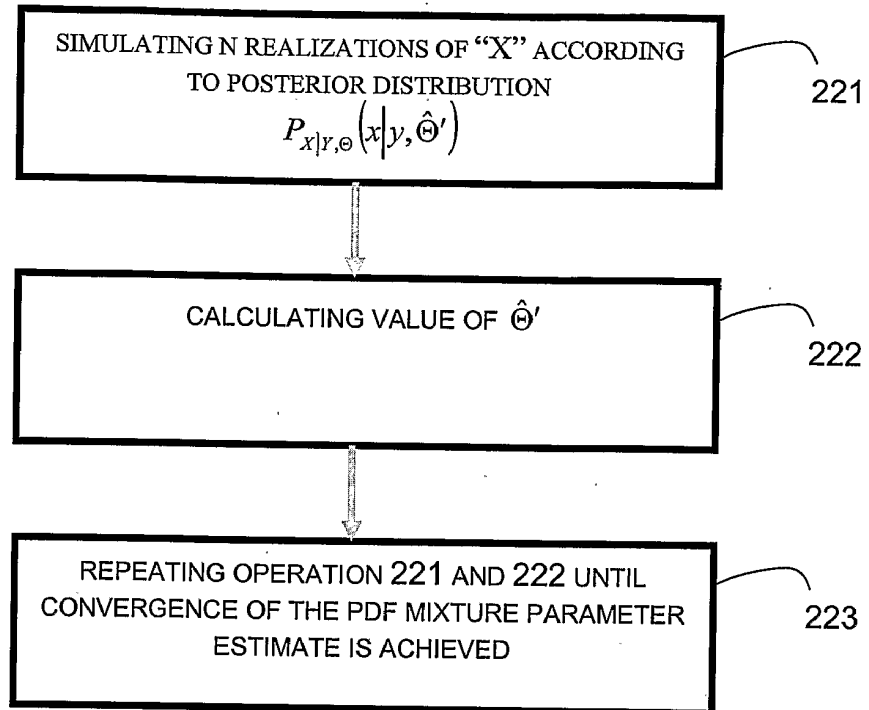 SIMULATING N REALIZATIONS OF “X” ACCORDING
TO POSTERIOR DISTRIBUTION
P_{X|Y,Θ}(x|y,Θ̂′)
221
CALCULATING VALUE OF Θ̂′
222
REPEATING OPERATION 221 AND 222 UNTIL
CONVERGENCE OF THE PDF MIXTURE PARAMETER
ESTIMATE IS ACHIEVED
223